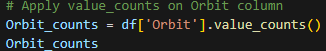 # Apply value_counts on Orbit column
Orbit_counts = df['Orbit'].value_counts()
Orbit_counts